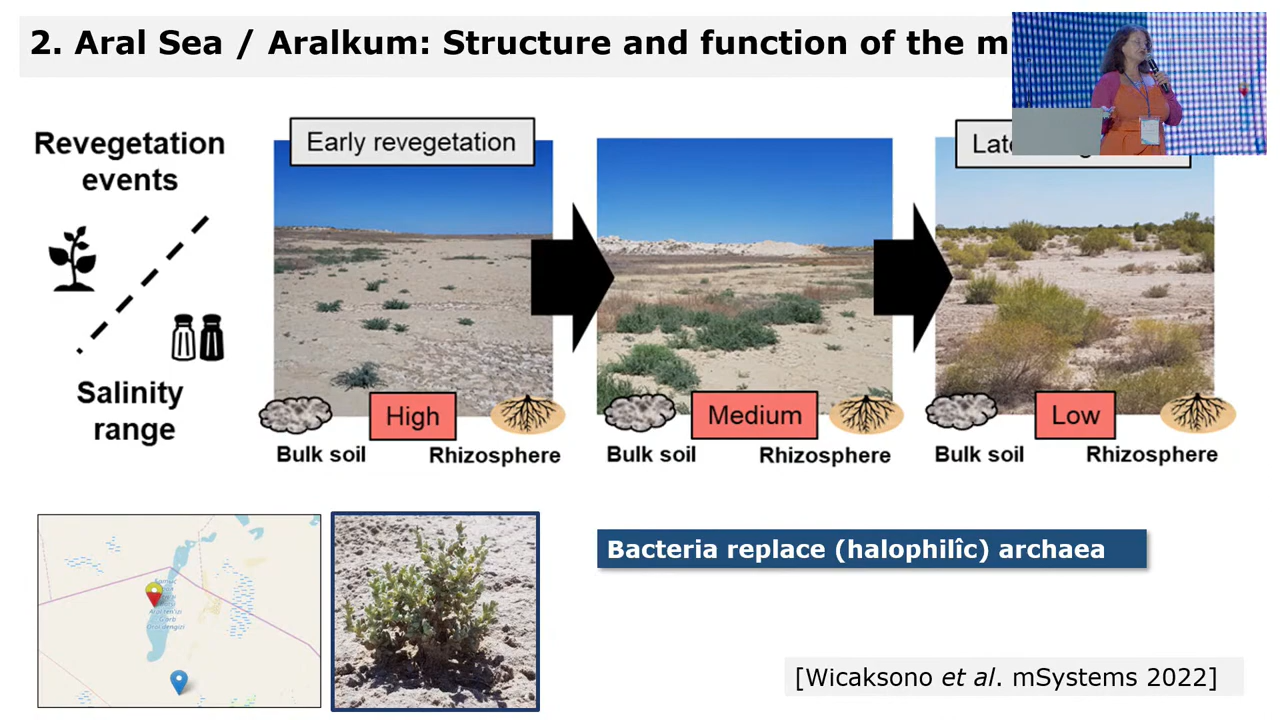 2. Aral Sea / Aralkum: Structure and function of the m
Revegetation
events
Salinity
range
Early revegetation
High
Bulk soil
Rhizosphere
Medium
Bulk soil
Rhizosphere
Low
Bulk soil
Rhizosphere
Bacteria replace (halophilîc) archaea
[Wicaksono et al. mSystems 2022]